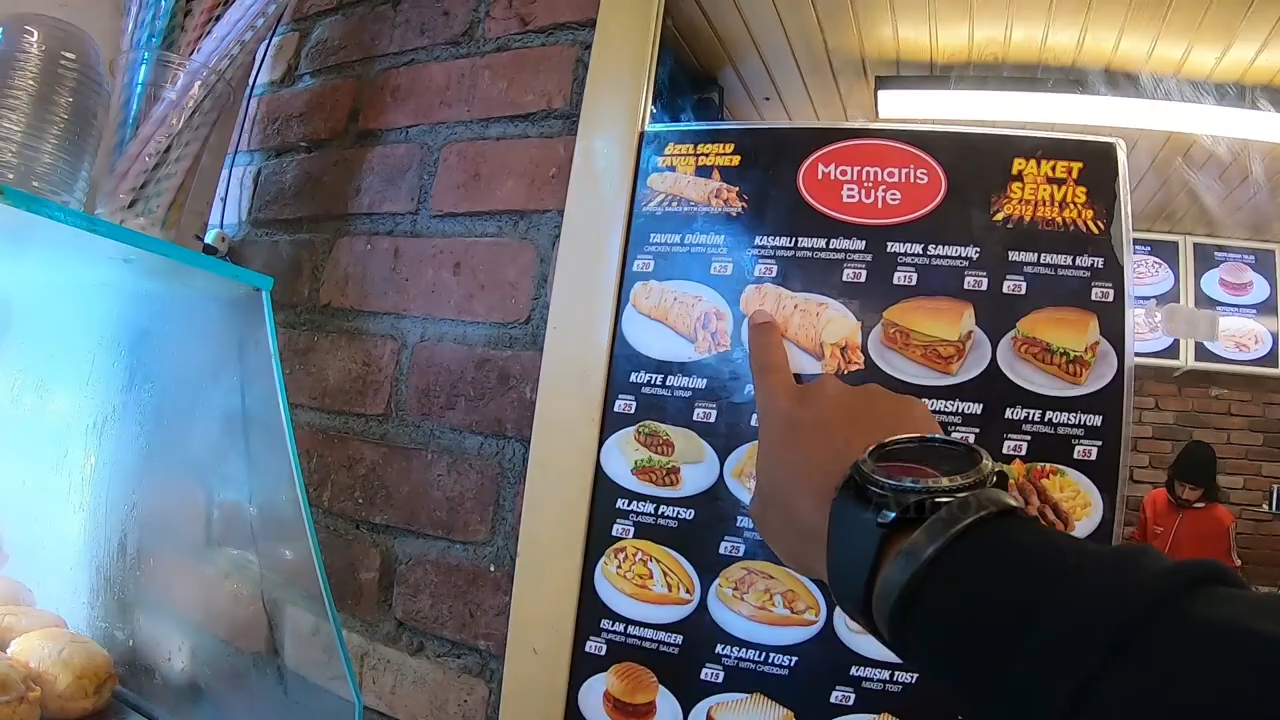 ÖZEL SOSLU
TAVUK DÖNER
SPECIAL SAUCE WITH CHICKEN DONER
Marmaris
Büfe
PAKET
SERVİS
0212 252 44 19
TAVUK DÜRÜM
CHICKEN WRAP WITH SAUCE
₺20
₺25
KAŞARLI TAVUK DÜRÜM
CHICKEN WRAP WITH CHEDDAR CHEESE
₺25
₺30
TAVUK SANDVİÇ
CHICKEN SANDWICH
₺15
₺20
YARIM EKMEK KÖFTE
MEATBALL SANDWICH
₺25
₺30
KÖFTE DÜRÜM
MEATBALL WRAP
₺25
₺30
PORSİYON
SERVING
KÖFTE PORSİYON
MEATBALL SERVING
₺45
₺55
KLASİK PATSO
CLASSIC PATSO
₺20
₺25
ISLAK HAMBURGER
BURGER WITH MEAT SAUCE
₺10
KAŞARLI TOST
TOST WITH CHEDDAR
₺15
KARIŞIK TOST
MIXED TOST
₺20